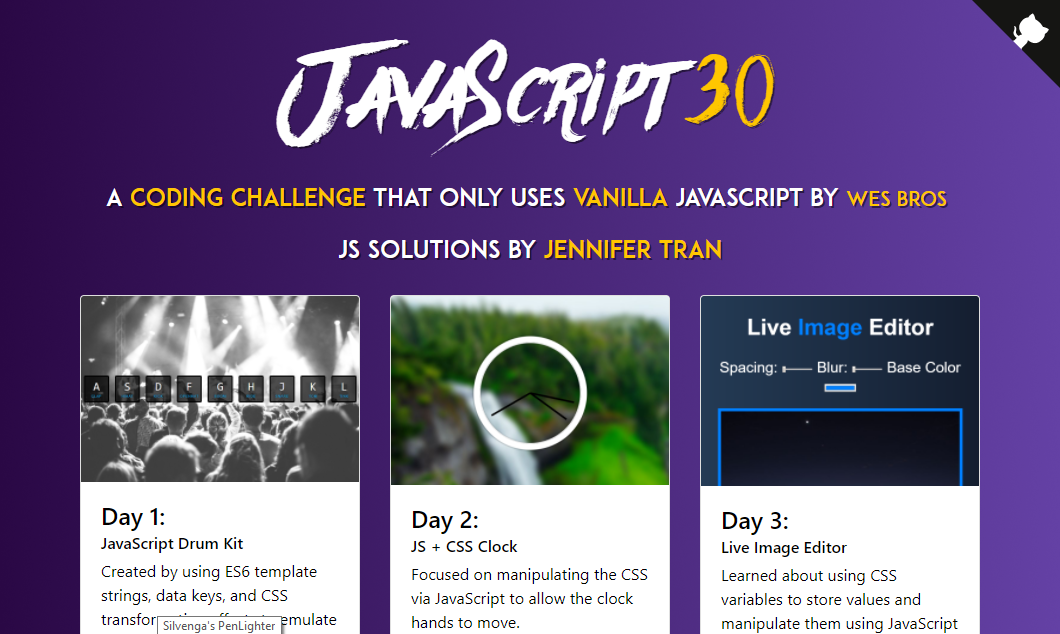 JAVASCRIPT30
A CODING CHALLENGE THAT ONLY USES VANILLA JAVASCRIPT BY WES BROS
JS SOLUTIONS BY JENNIFER TRAN
A S D F G H J K L
Live Image Editor
Spacing: Blur: Base Color
Day 1:
JavaScript Drum Kit
Created by using ES6 template
strings, data keys, and CSS
Silvenga's PenLighter
Day 2:
JS + CSS Clock
Focused on manipulating the CSS
via JavaScript to allow the clock
hands to move.
Day 3:
Live Image Editor
Learned about using CSS
variables to store values and
manipulate them using JavaScript